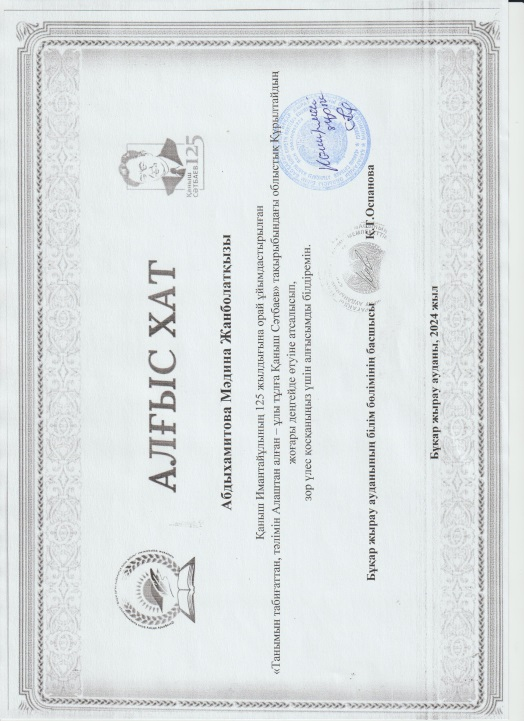 Қаныш
СӘТБАЕВ 125
АЛҒЫС ХАТ
Абдыхамитова Мәдина Жанболатқызы
Қаныш Имантайұлының 125 жылдығына орай ұйымдастырылған
«Танымын табиғаттан, тәлімін Алаштан алған – ұлы тұлға Қаныш Сәтбаев» тақырыбындағы облыстық Құрылтайдың
жоғары деңгейде өтуіне атсалысып,
зор үлес қосқаныңыз үшін алғысымды білдіремін.
Бұқар жырау ауданының білім бөлімінің басшысы Қ.Т.Оспанова
Бұқар жырау ауданы, 2024 жыл